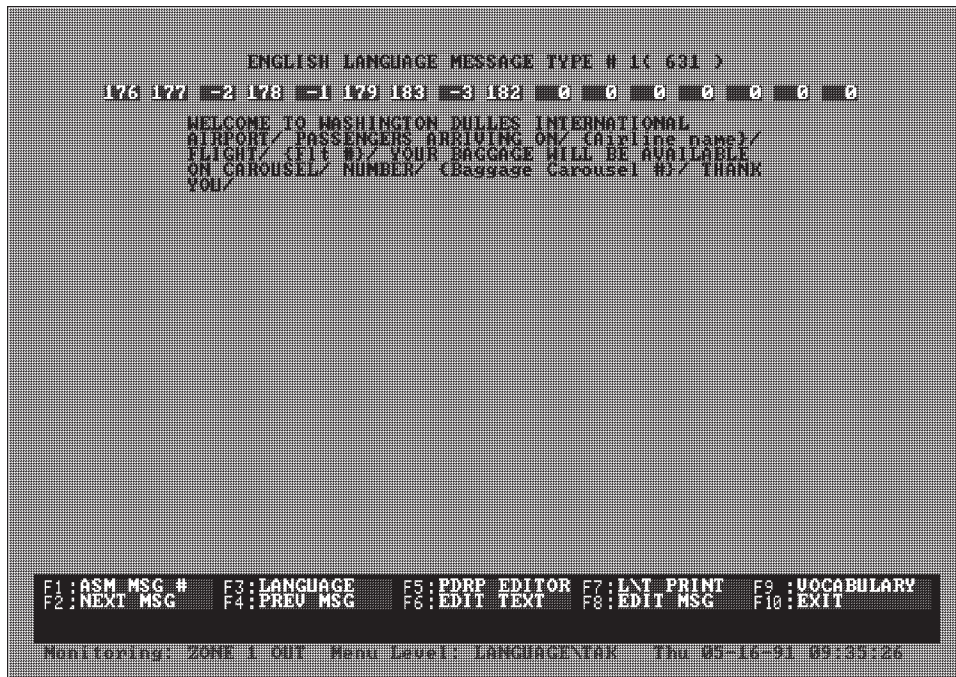 ENGLISH LANGUAGE MESSAGE TYPE # 1( 631 )
176 177 -2 178 -1 179 183 -3 182 0 0 0 0 0 0 0
WELCOME TO WASHINGTON DULLES INTERNATIONAL
AIRPORT/ PASSENGERS ARRIVING ON/ {Airline name}/
FLIGHT/ {Flt #}/ YOUR BAGGAGE WILL BE AVAILABLE
ON CAROUSEL/ NUMBER/ {Baggage Carousel #}/ THANK
YOU/
F1:ASM MSG # F3:LANGUAGE F5:PDRP EDITOR F7:L\T PRINT F9:VOCABULARY
F2:NEXT MSG F4:PREV MSG F6:EDIT TEXT F8:EDIT MSG F10:EXIT
Monitoring: ZONE 1 OUT Menu Level: LANGUAGE\TAK Thu 05-16-91 09:35:26